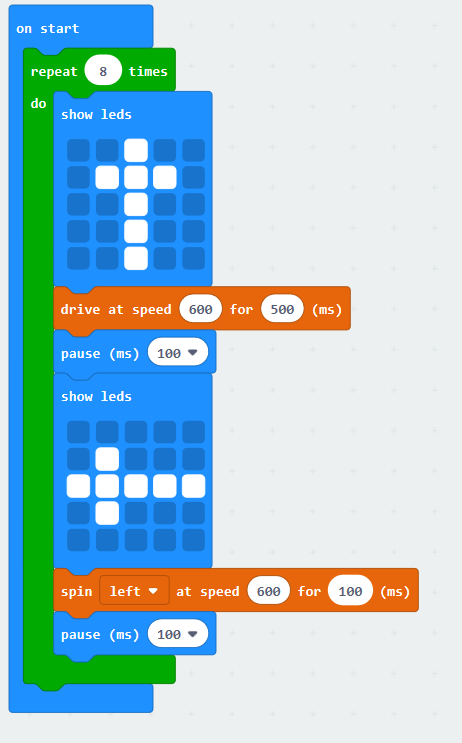 on start
repeat 8 times
do
show leds
drive at speed 600 for 500 (ms)
pause (ms) 100
show leds
spin left at speed 600 for 100 (ms)
pause (ms) 100